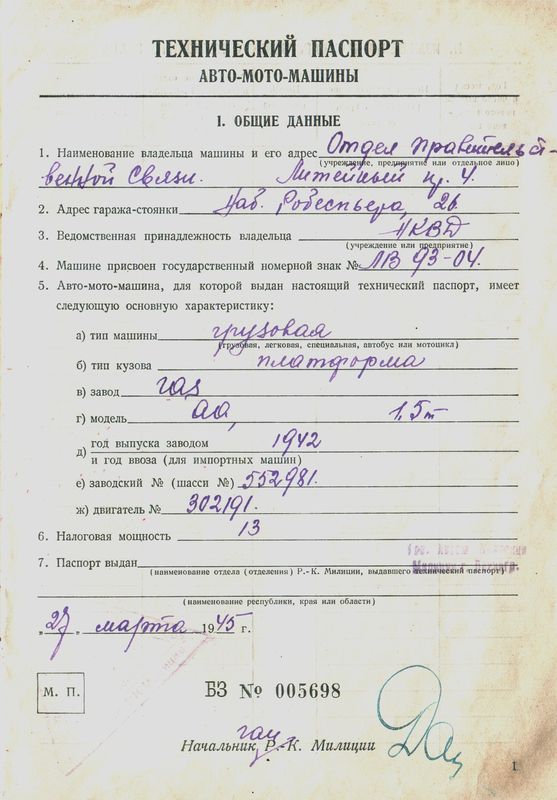 ТЕХНИЧЕСКИЙ ПАСПОРТ
АВТО-МОТО-МАШИНЫ
I. ОБЩИЕ ДАННЫЕ
1. Наименование владельца машины и его адрес Отдел Правительст-
(учреждение, предприятие или отдельное лицо)
венной Связи. Литейный пр. 4.
2. Адрес гаража-стоянки Наб. Робеспьера, 26
3. Ведомственная принадлежность владельца НКВД
(учреждение или предприятие)
4. Машине присвоен государственный номерной знак № ЛВ 93-04.
5. Авто-мото-машина, для которой выдан настоящий технический паспорт, имеет
следующую основную характеристику:
а) тип машины грузовая
(грузовая, легковая, специальная, автобус или мотоцикл)
б) тип кузова платформа
в) завод газ
г) модель аа, 1.5т
д) год выпуска заводом 1942
и год ввоза (для импортных машин)
е) заводский № (шасси №) 552981.
ж) двигатель № 302191.
6. Налоговая мощность 13
7. Паспорт выдан
Милиции
(наименование отдела (отделения) Р.-К. Милиции, выдавшего технический паспорт)
(наименование республики, края или области)
„27„ марта 1945 г.
М. П.
БЗ № 005698
гаи
Начальник Р.-К. Милиции
1